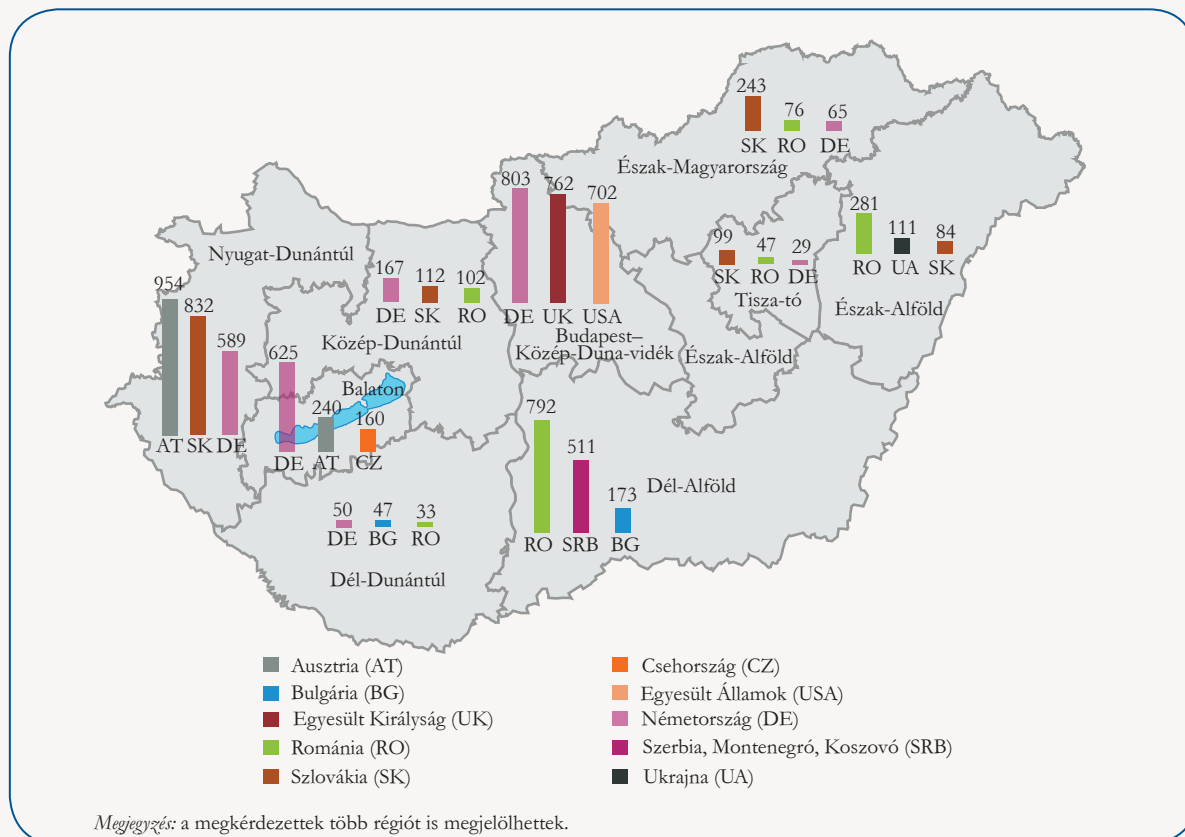 243
76
65
SK RO DE
Észak-Magyarország
803
762
702
DE UK USA
Budapest–
Közép-Duna-vidék
281
111
84
RO UA SK
Észak-Alföld
99
47
29
SK RO DE
Tisza-tó
Észak-Alföld
Nyugat-Dunántúl
954
832
589
AT SK DE
167
112
102
DE SK RO
Közép-Dunántúl
625
Balaton
240
160
DE AT CZ
792
511
173
RO SRB BG
Dél-Alföld
50
47
33
DE BG RO
Dél-Dunántúl
Ausztria (AT)
Bulgária (BG)
Egyesült Királyság (UK)
Románia (RO)
Szlovákia (SK)
Csehország (CZ)
Egyesült Államok (USA)
Németország (DE)
Szerbia, Montenegró, Koszovó (SRB)
Ukrajna (UA)
Megjegyzés: a megkérdezettek több régiót is megjelölhettek.